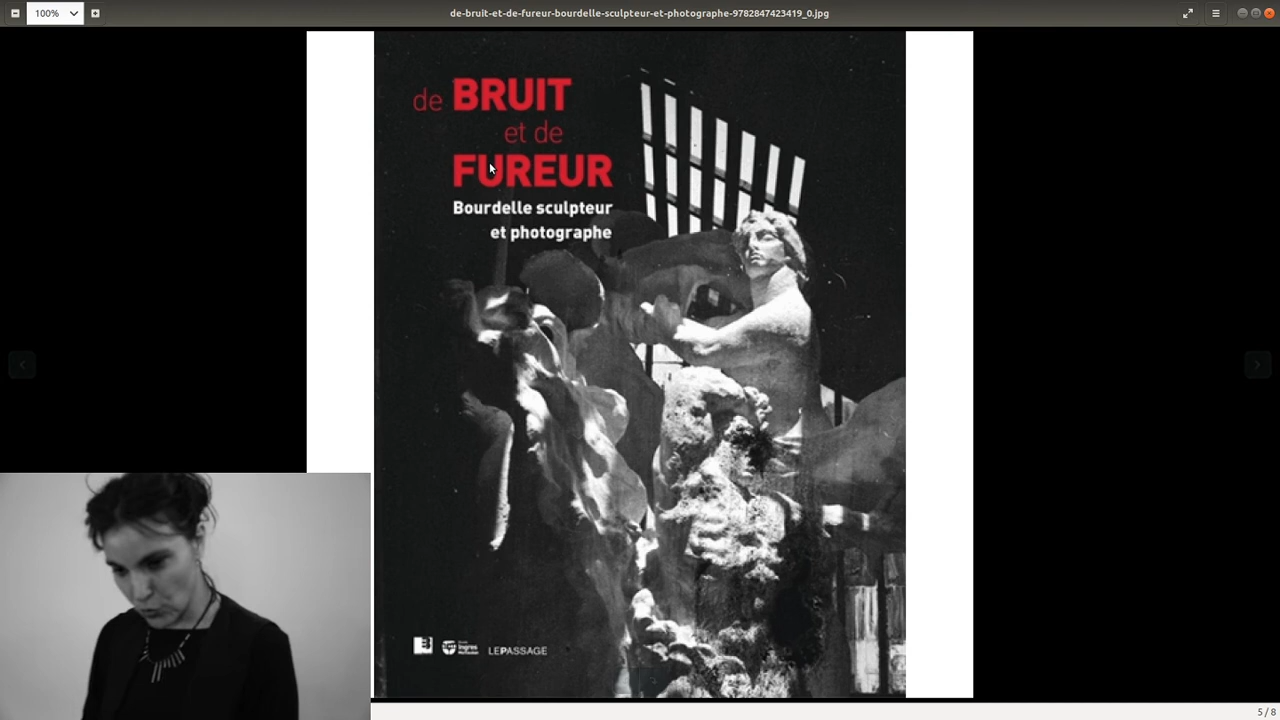 100%
de-bruit-et-de-fureur-bourdelle-sculpteur-et-photographe-9782847423419_0.jpg
de BRUIT
et de
FUREUR
Bourdelle sculpteur
et photographe
Ingres
LEPASSAGE
5 / 8